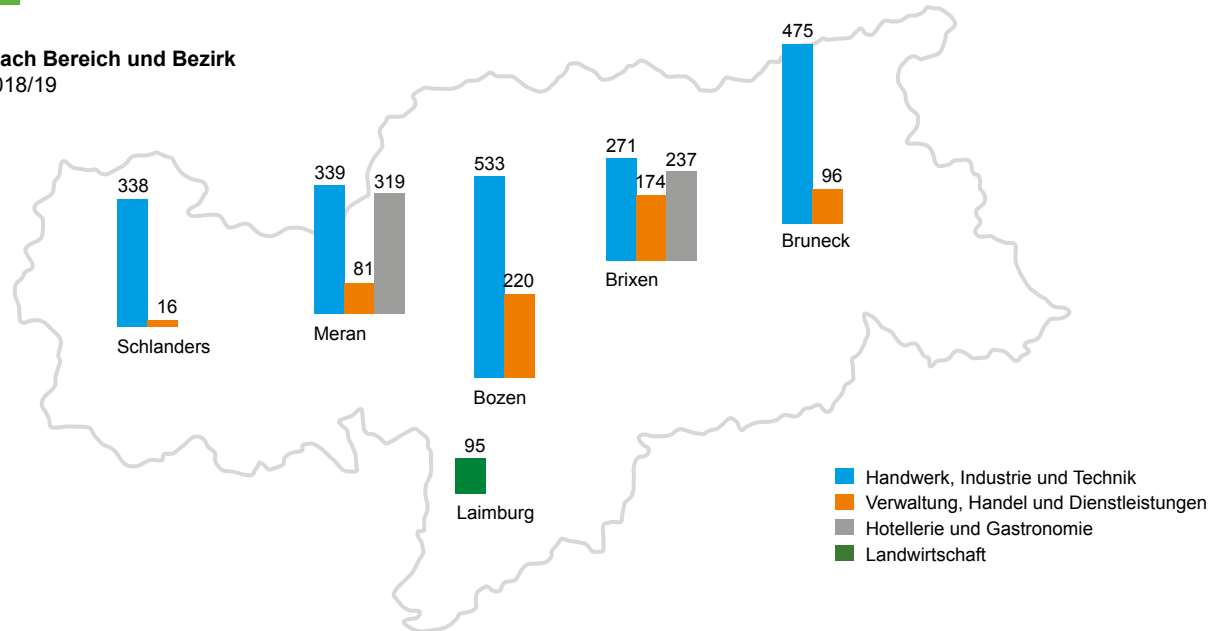 ach Bereich und Bezirk
018/19
475
96
Bruneck
271
174
237
Brixen
533
220
Bozen
339
81
319
Meran
338
16
Schlanders
95
Laimburg
Handwerk, Industrie und Technik
Verwaltung, Handel und Dienstleistungen
Hotellerie und Gastronomie
Landwirtschaft